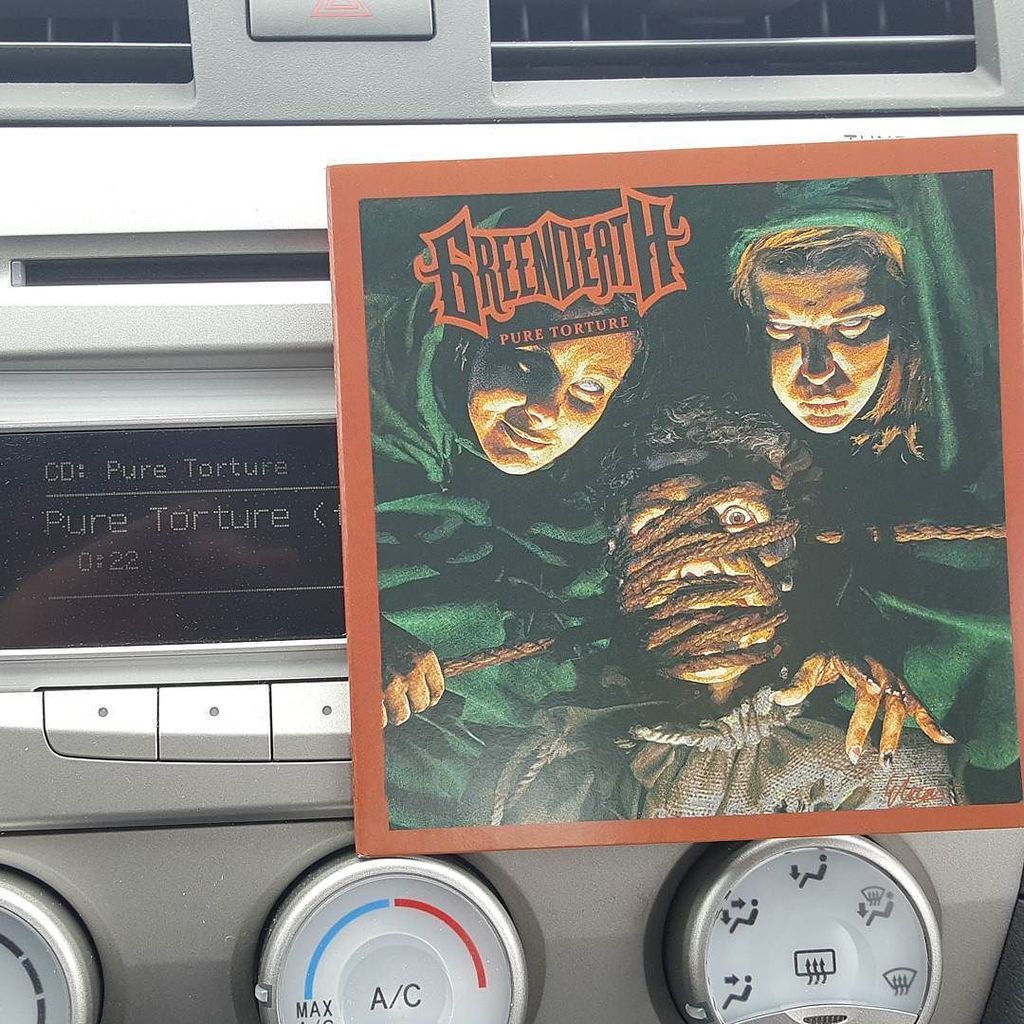 GREENDEATH
PURE TORTURE
CD: Pure Torture
Pure Torture (
0:22
A/C
MAX
A/C